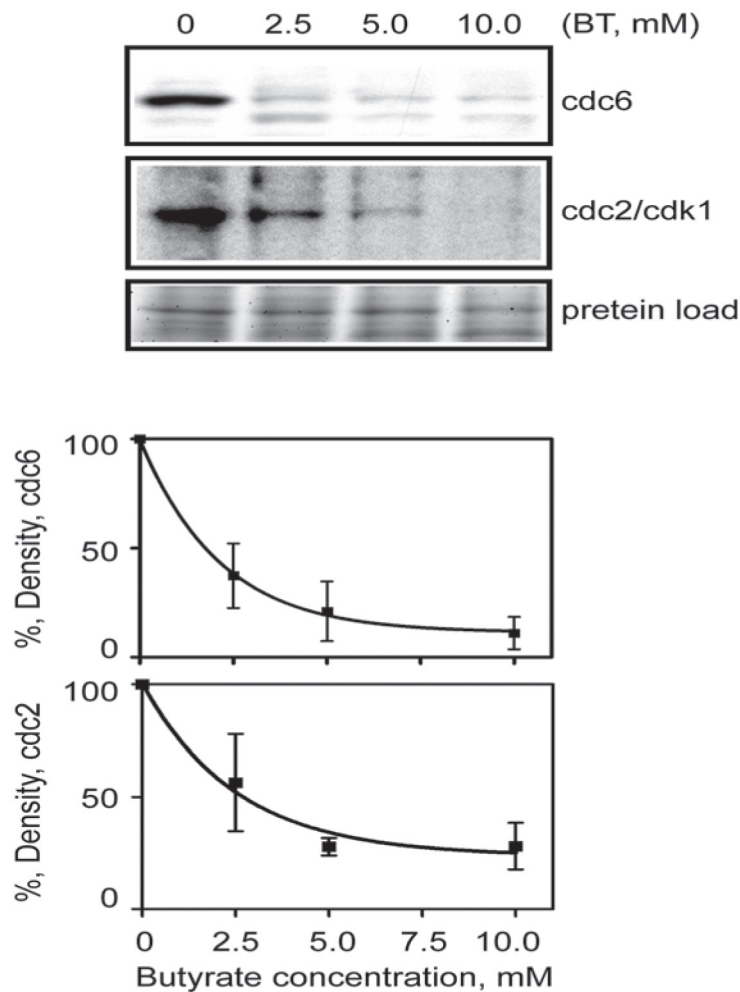 0 2.5 5.0 10.0 (BT, mM)
cdc6
cdc2/cdk1
pretein load
100
50
0
%, Density, cdc6
100
50
0
%, Density, cdc2
0 2.5 5.0 7.5 10.0
Butyrate concentration, mM